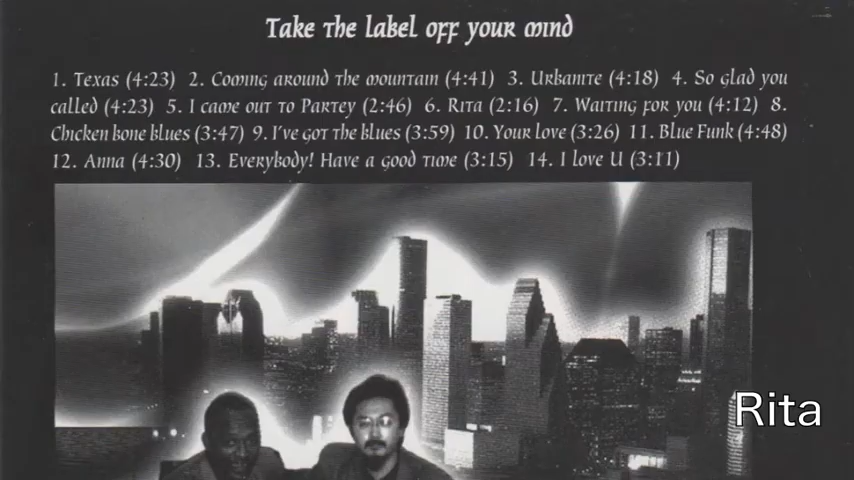 Take the label off your mind
1. Texas (4:23) 2. Coming around the mountain (4:41) 3. Urbanite (4:18) 4. So glad you
called (4:23) 5. I came out to Partey (2:46) 6. Rita (2:16) 7. Waiting for you (4:12) 8.
Chicken bone blues (3:47) 9. I've got the blues (3:59) 10. Your love (3:26) 11. Blue Funk (4:48)
12. Anna (4:30) 13. Everybody! Have a good time (3:15) 14. I love U (3:11)
Rita